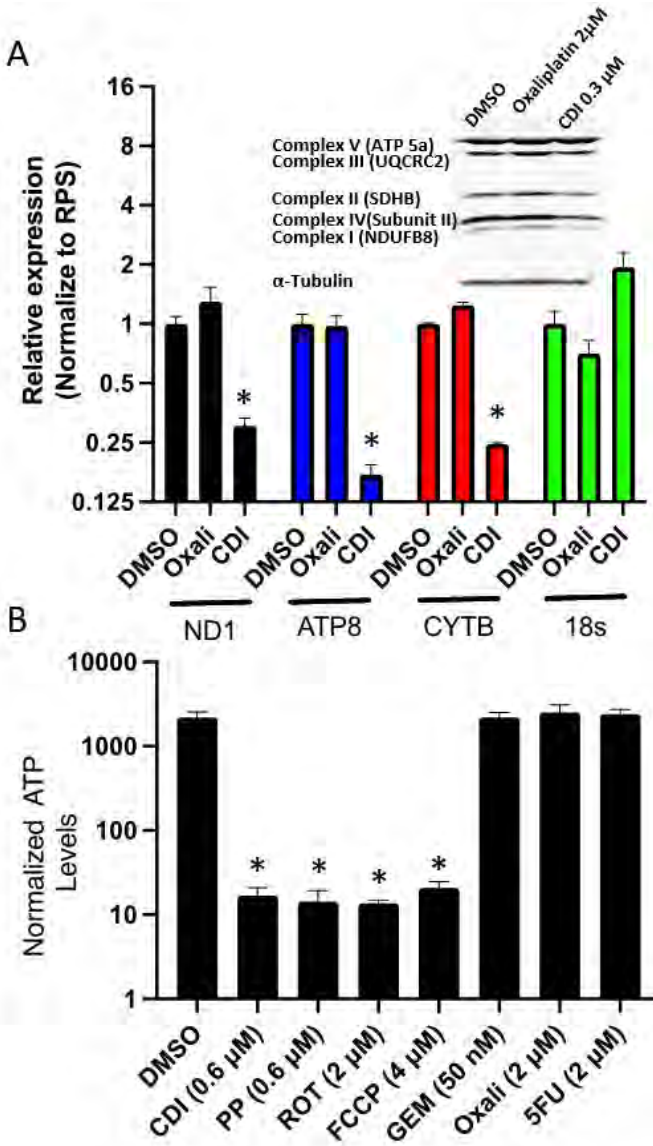 A
Relative expression
(Normalize to RPS)
16
8
4
2
1
0.5
0.25
0.125
DMSO
Oxaliplatin 2µM
CDI 0.3 µM
Complex V (ATP 5a)
Complex III (UQCRC2)
Complex II (SDHB)
Complex IV(Subunit II)
Complex I (NDUFB8)
α-Tubulin
*
*
*
DMSO
Oxali
CDI
DMSO
Oxali
CDI
DMSO
Oxali
CDI
DMSO
Oxali
CDI
ND1
ATP8
CYTB
18s
B
Normalized ATP
Levels
10000
1000
100
10
1
*
*
*
*
DMSO
CDI (0.6 µM)
PP (0.6 µM)
ROT (2 µM)
FCCP (4 µM)
GEM (50 nM)
Oxali (2 µM)
5FU (2 µM)